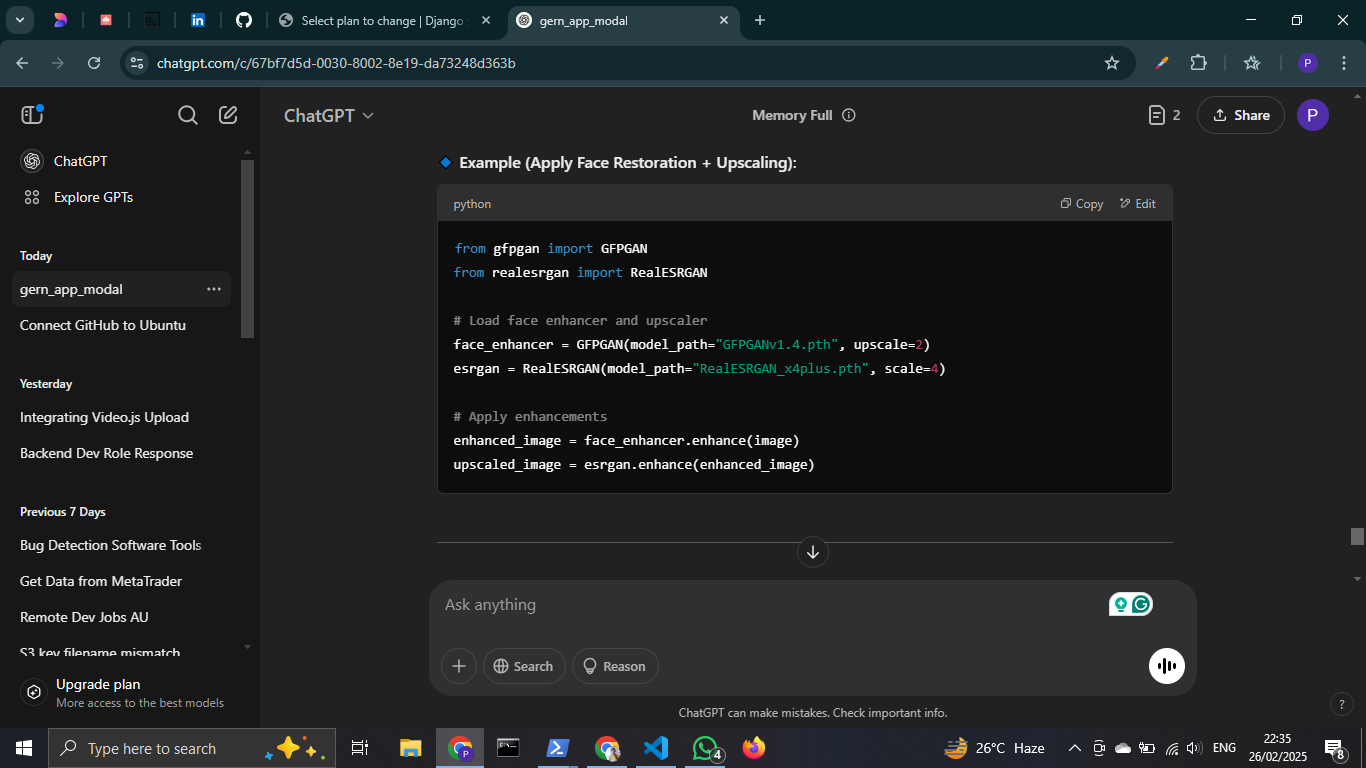 Select plan to change | Django
gern_app_modal
chatgpt.com/c/67bf7d5d-0030-8002-8e19-da73248d363b
P
ChatGPT
Memory Full
2
Share
P
ChatGPT
Explore GPTs
Today
gern_app_modal
Connect GitHub to Ubuntu
Yesterday
Integrating Video.js Upload
Backend Dev Role Response
Previous 7 Days
Bug Detection Software Tools
Get Data from MetaTrader
Remote Dev Jobs AU
S3 key filename mismatch
Upgrade plan
More access to the best models
Example (Apply Face Restoration + Upscaling):
python
Copy
Edit
from gfpgan import GFPGAN
from realesrgan import RealESRGAN
# Load face enhancer and upscaler
face_enhancer = GFPGAN(model_path="GFPGANv1.4.pth", upscale=2)
esrgan = RealESRGAN(model_path="RealESRGAN_x4plus.pth", scale=4)
# Apply enhancements
enhanced_image = face_enhancer.enhance(image)
upscaled_image = esrgan.enhance(enhanced_image)
Ask anything
Search
Reason
ChatGPT can make mistakes. Check important info.
?
Type here to search
P
4
26°C Haze
ENG
22:35
26/02/2025
8